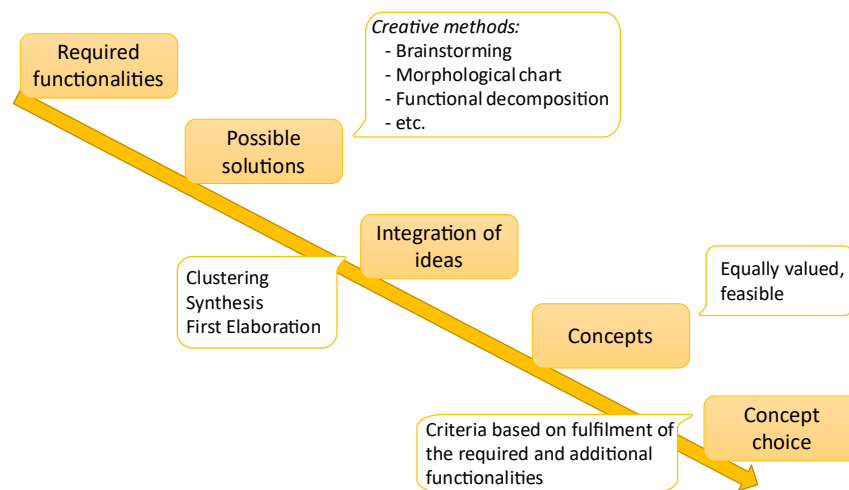 Required
functionalities
Creative methods:
- Brainstorming
- Morphological chart
- Functional decomposition
- etc.
Possible
solutions
Integration of
ideas
Clustering
Synthesis
First Elaboration
Equally valued,
feasible
Concepts
Criteria based on fulfilment of
the required and additional
functionalities
Concept
choice